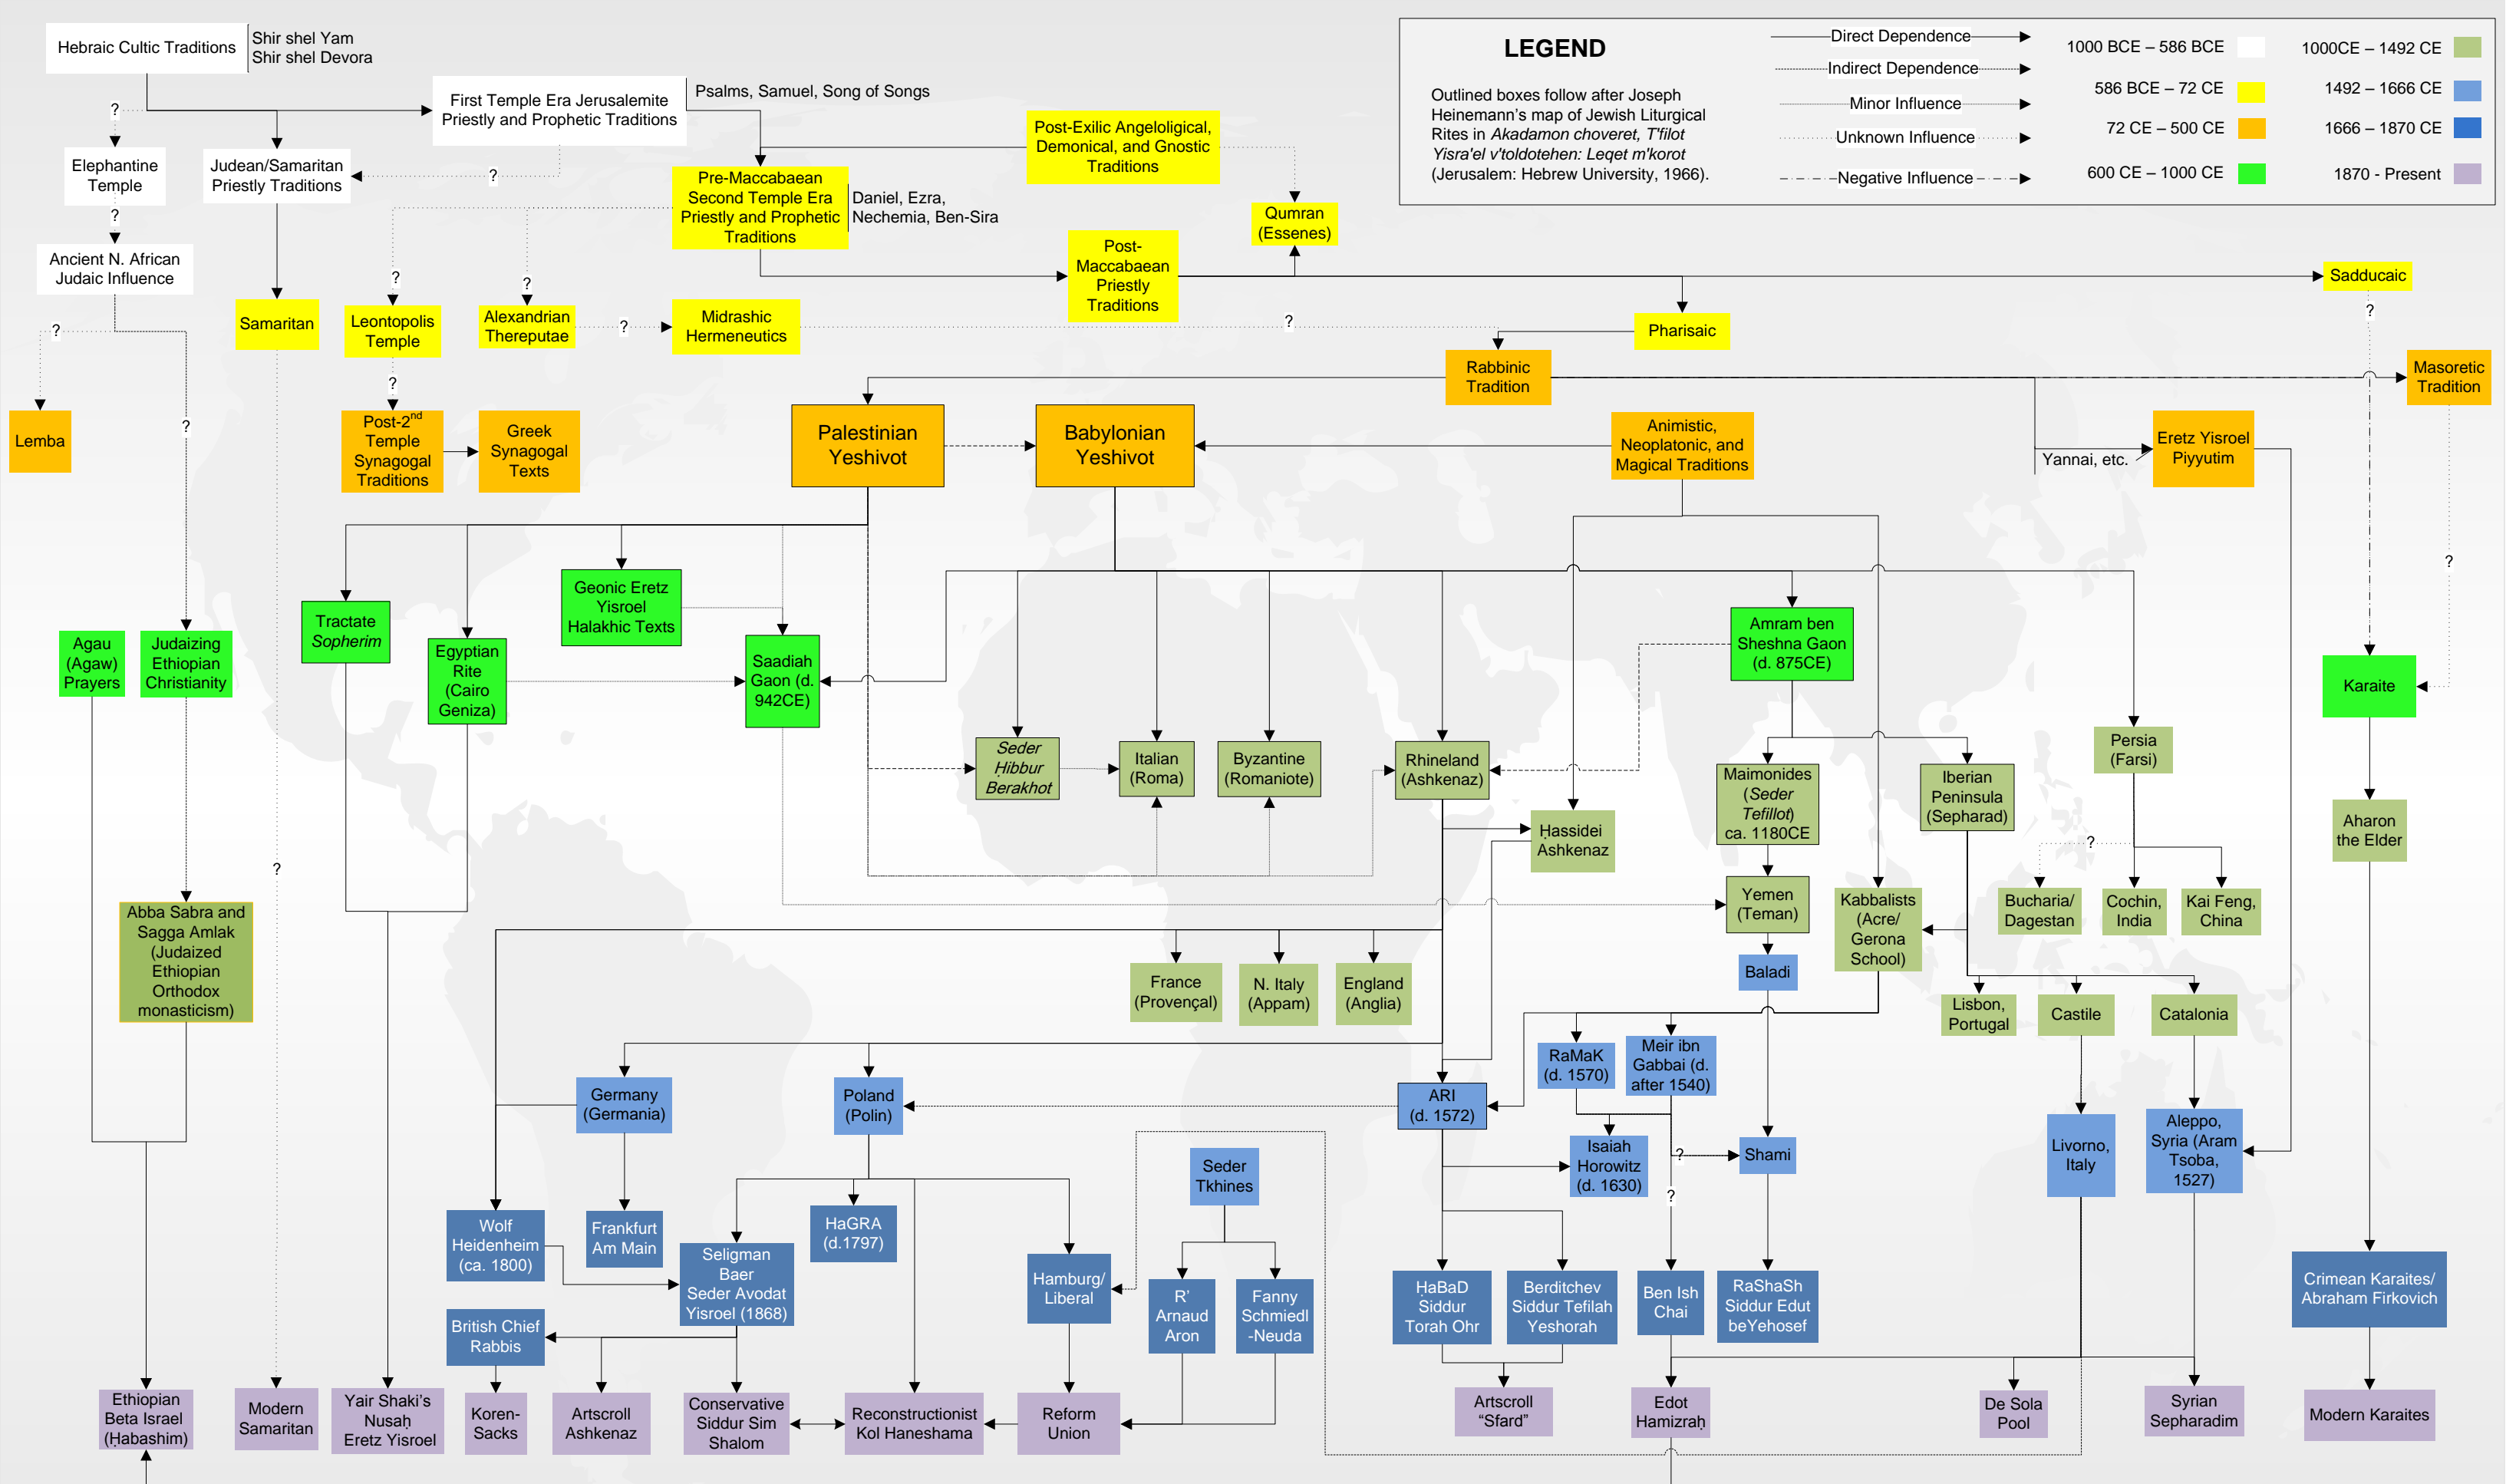 Hebraic Cultic Traditions
Shir shel Yam
Shir shel Devora
LEGEND
Outlined boxes follow after Joseph
Heinemann's map of Jewish Liturgical
Rites in Akadamon choveret, T'filot
Yisra'el v'toldotehen: Leqet m'korot
(Jerusalem: Hebrew University, 1966).
Direct Dependence
Indirect Dependence
Minor Influence
Unknown Influence
Negative Influence
1000 BCE – 586 BCE
586 BCE – 72 CE
72 CE – 500 CE
600 CE – 1000 CE
1000CE – 1492 CE
1492 – 1666 CE
1666 – 1870 CE
1870 - Present
?
First Temple Era Jerusalemite
Priestly and Prophetic Traditions
Psalms, Samuel, Song of Songs
Post-Exilic Angeloligical,
Demonical, and Gnostic
Traditions
Elephantine
Temple
Judean/Samaritan
Priestly Traditions
?
?
Pre-Maccabaean
Second Temple Era
Priestly and Prophetic
Traditions
Daniel, Ezra,
Nechemia, Ben-Sira
Qumran
(Essenes)
Ancient N. African
Judaic Influence
Post-
Maccabaean
Priestly
Traditions
Sadducaic
?
?
?
Samaritan
Leontopolis
Temple
Alexandrian
Thereputae
?
Midrashic
Hermeneutics
?
Pharisaic
?
?
Rabbinic
Tradition
Masoretic
Tradition
Lemba
?
Post-2nd
Temple
Synagogal
Traditions
Greek
Synagogal
Texts
Palestinian
Yeshivot
Babylonian
Yeshivot
Animistic,
Neoplatonic, and
Magical Traditions
Yannai, etc.
Eretz Yisroel
Piyyutim
?
Agau
(Agaw)
Prayers
Judaizing
Ethiopian
Christianity
Tractate
Sopherim
Egyptian
Rite
(Cairo
Geniza)
Geonic Eretz
Yisroel
Halakhic Texts
Saadiah
Gaon (d.
942CE)
Amram ben
Sheshna Gaon
(d. 875CE)
Karaite
Seder
Ḥibbur
Berakhot
Italian
(Roma)
Byzantine
(Romaniote)
Rhineland
(Ashkenaz)
Maimonides
(Seder
Tefillot)
ca. 1180CE
Iberian
Peninsula
(Sepharad)
Persia
(Farsi)
Ḥassidei
Ashkenaz
Aharon
the Elder
?
?
Abba Sabra and
Sagga Amlak
(Judaized
Ethiopian
Orthodox
monasticism)
Yemen
(Teman)
Kabbalists
(Acre/
Gerona
School)
Bucharia/
Dagestan
Cochin,
India
Kai Feng,
China
France
(Provençal)
N. Italy
(Appam)
England
(Anglia)
Baladi
Lisbon,
Portugal
Castile
Catalonia
Germany
(Germania)
Poland
(Polin)
ARI
(d. 1572)
RaMaK
(d. 1570)
Meir ibn
Gabbai (d.
after 1540)
Seder
Tkhines
Isaiah
Horowitz
(d. 1630)
?
?
Shami
Livorno,
Italy
Aleppo,
Syria (Aram
Tsoba,
1527)
Wolf
Heidenheim
(ca. 1800)
Frankfurt
Am Main
Seligman
Baer
Seder Avodat
Yisroel (1868)
HaGRA
(d.1797)
Hamburg/
Liberal
R'
Arnaud
Aron
Fanny
Schmiedl
-Neuda
ḤaBaD
Siddur
Torah Ohr
Berditchev
Siddur Tefilah
Yeshorah
Ben Ish
Chai
RaShaSh
Siddur Edut
beYehosef
Crimean Karaites/
Abraham Firkovich
British Chief
Rabbis
Ethiopian
Beta Israel
(Ḥabashim)
Modern
Samaritan
Yair Shaki's
Nusaḥ
Eretz Yisroel
Koren-
Sacks
Artscroll
Ashkenaz
Conservative
Siddur Sim
Shalom
Reconstructionist
Kol Haneshama
Reform
Union
Artscroll
“Sfard”
Edot
Hamizraḥ
De Sola
Pool
Syrian
Sepharadim
Modern Karaites